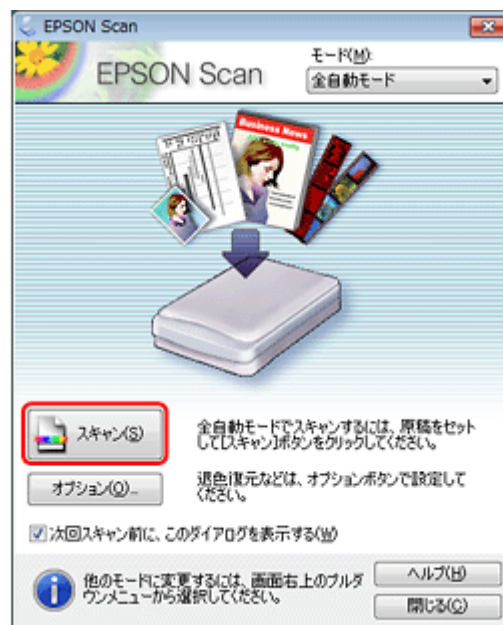 EPSON Scan
モード(M):
EPSON Scan
全自動モード
Business News
スキャン(S)
全自動モードでスキャンするには、原稿をセット
して[スキャン]ボタンをクリックしてください。
オプション(O)...
退色復元などは、オプションボタンで設定して
ください。
次回スキャン前に、このダイアログを表示する(W)
他のモードに変更するには、画面右上のプルダ
ウンメニューから選択してください。
ヘルプ(H)
閉じる(C)